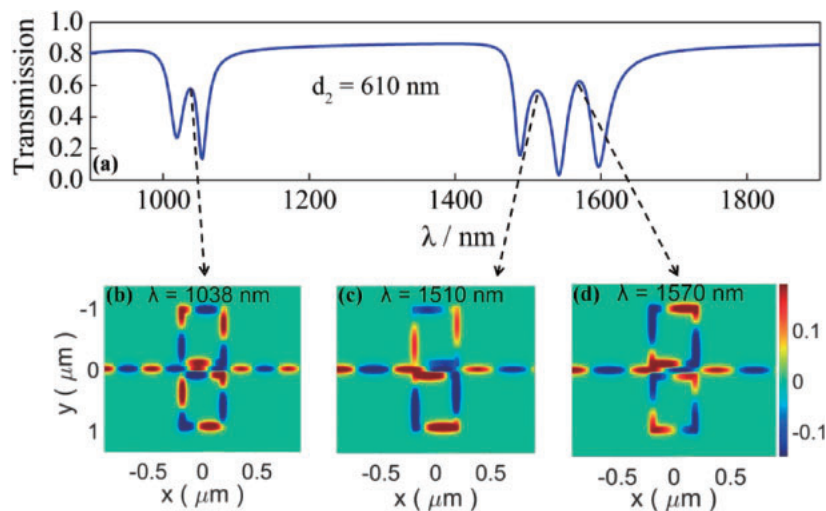 1.0
0.8
0.6
0.4
0.2
0.0
Transmission
(a)
d₂ = 610 nm
1000 1200 1400 1600 1800
λ / nm
(b) λ = 1038 nm
(c) λ = 1510 nm
(d) λ = 1570 nm
-1
0
1
y ( μm )
-0.5 0 0.5
x ( μm )
-0.5 0 0.5
x ( μm )
-0.5 0 0.5
x ( μm )
0.1
0
-0.1